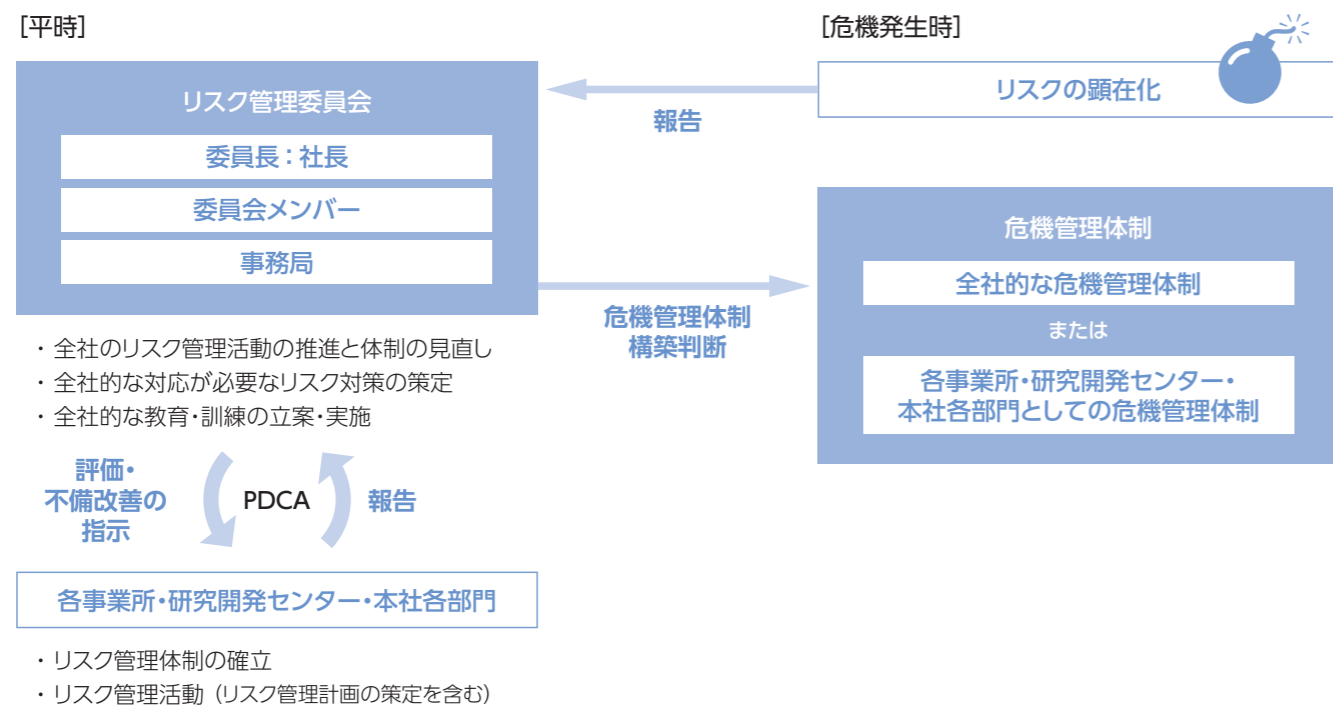 [平時]
リスク管理委員会
委員長：社長
委員会メンバー
事務局
・全社のリスク管理活動の推進と体制の見直し
・全社的な対応が必要なリスク対策の策定
・全社的な教育・訓練の立案・実施
評価・
不備改善の
指示
PDCA
報告
各事業所・研究開発センター・本社各部門
・リスク管理体制の確立
・リスク管理活動（リスク管理計画の策定を含む）
[危機発生時]
リスクの顕在化
報告
危機管理体制
構築判断
危機管理体制
全社的な危機管理体制
または
各事業所・研究開発センター・
本社各部門としての危機管理体制